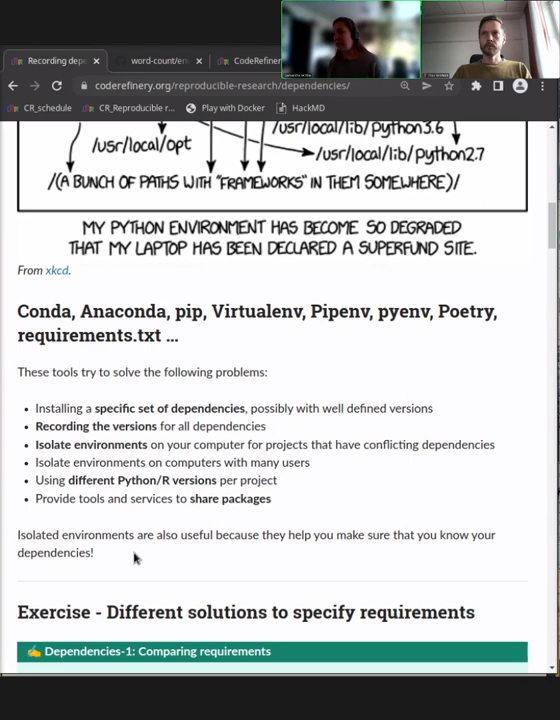 Recording depe
word-count/en
CodeRefiner
coderefinery.org/reproducible-research/dependencies/
CR_schedule
CR_Reproducible r...
Play with Docker
HackMD
/usr/local/lib/python3.6
/usr/local/opt
/usr/local/lib/python2.7
/(A BUNCH OF PATHS WITH "FRAMEWORKS" IN THEM SOMEWHERE)/
MY PYTHON ENVIRONMENT HAS BECOME SO DEGRADED
THAT MY LAPTOP HAS BEEN DECLARED A SUPERFUND SITE.
From xkcd.
Conda, Anaconda, pip, Virtualenv, Pipenv, pyenv, Poetry,
requirements.txt ...
These tools try to solve the following problems:
Installing a specific set of dependencies, possibly with well defined versions
Recording the versions for all dependencies
Isolate environments on your computer for projects that have conflicting dependencies
Isolate environments on computers with many users
Using different Python/R versions per project
Provide tools and services to share packages
Isolated environments are also useful because they help you make sure that you know your
dependencies!
Exercise - Different solutions to specify requirements
✍️ Dependencies-1: Comparing requirements